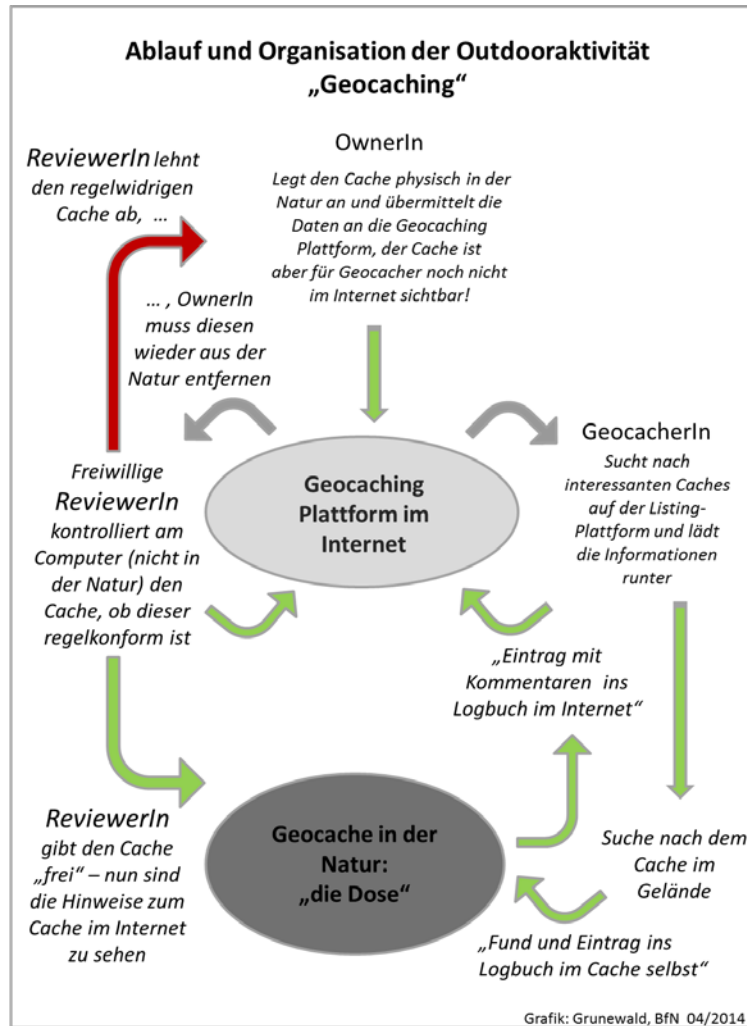 Ablauf und Organisation der Outdooraktivität
„Geocaching“
OwnerIn
Legt den Cache physisch in der
Natur an und übermittelt die
Daten an die Geocaching
Plattform, der Cache ist
aber für Geocacher noch nicht
im Internet sichtbar!
ReviewerIn lehnt
den regelwidrigen
Cache ab, ...
... , OwnerIn
muss diesen
wieder aus der
Natur entfernen
Geocaching
Plattform im
Internet
GeocacherIn
Sucht nach
interessanten Caches
auf der Listing-
Plattform und lädt
die Informationen
runter
Freiwillige
ReviewerIn
kontrolliert am
Computer (nicht in
der Natur) den
Cache, ob dieser
regelkonform ist
„Eintrag mit
Kommentaren ins
Logbuch im Internet“
ReviewerIn
gibt den Cache
„frei“ – nun sind
die Hinweise zum
Cache im Internet
zu sehen
Geocache in der
Natur:
„die Dose“
Suche nach dem
Cache im
Gelände
„Fund und Eintrag ins
Logbuch im Cache selbst“
Grafik: Grunewald, BfN 04/2014